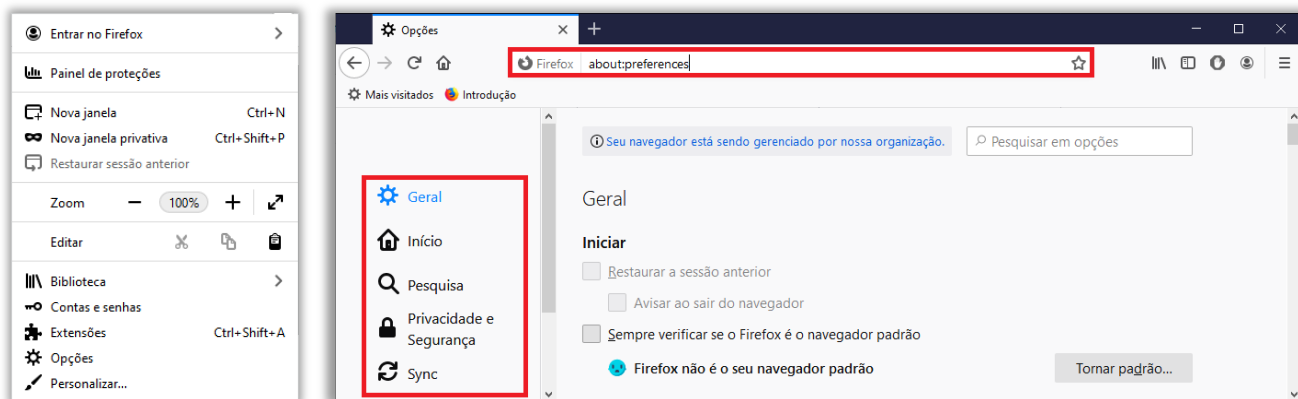 Entrar no Firefox
Painel de proteções
Nova janela Ctrl+N
Nova janela privativa Ctrl+Shift+P
Restaurar sessão anterior
Zoom 100%
Editar
Biblioteca
Contas e senhas
Extensões Ctrl+Shift+A
Opções
Personalizar...
Opções
Firefox about:preferences
Mais visitados Introdução
Seu navegador está sendo gerenciado por nossa organização. Pesquisar em opções
Geral
Início
Pesquisa
Privacidade e
Segurança
Sync
Geral
Iniciar
Restaurar a sessão anterior
Avisar ao sair do navegador
Sempre verificar se o Firefox é o navegador padrão
Firefox não é o seu navegador padrão Tornar padrão...